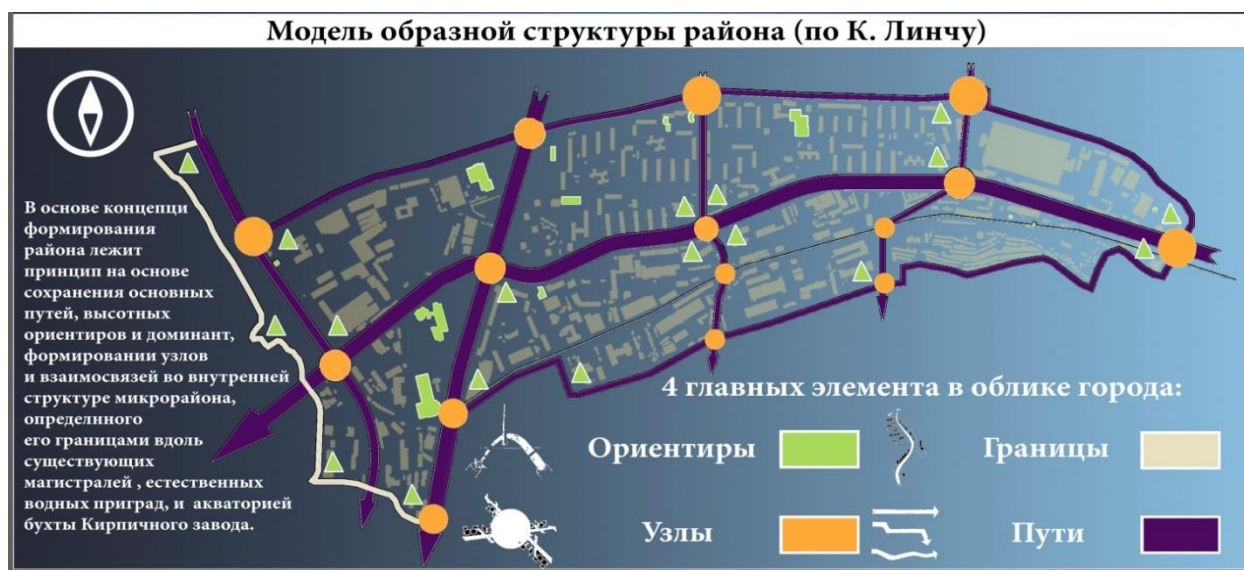 Модель образной структуры района (по К. Линчу)
В основе концепци
формирования
района лежит
принцип на основе
сохранения основных
путей, высотных
ориентиров и доминант,
формировании узлов
и взаимосвязей во внутренней
структуре микрорайона,
определнного
его границами вдоль
существующих
магистралей , естественных
водных приград, и акваторией
бухты Кирпичного завода.
4 главных элемента в облике города:
Ориентиры
Границы
Узлы
Пути